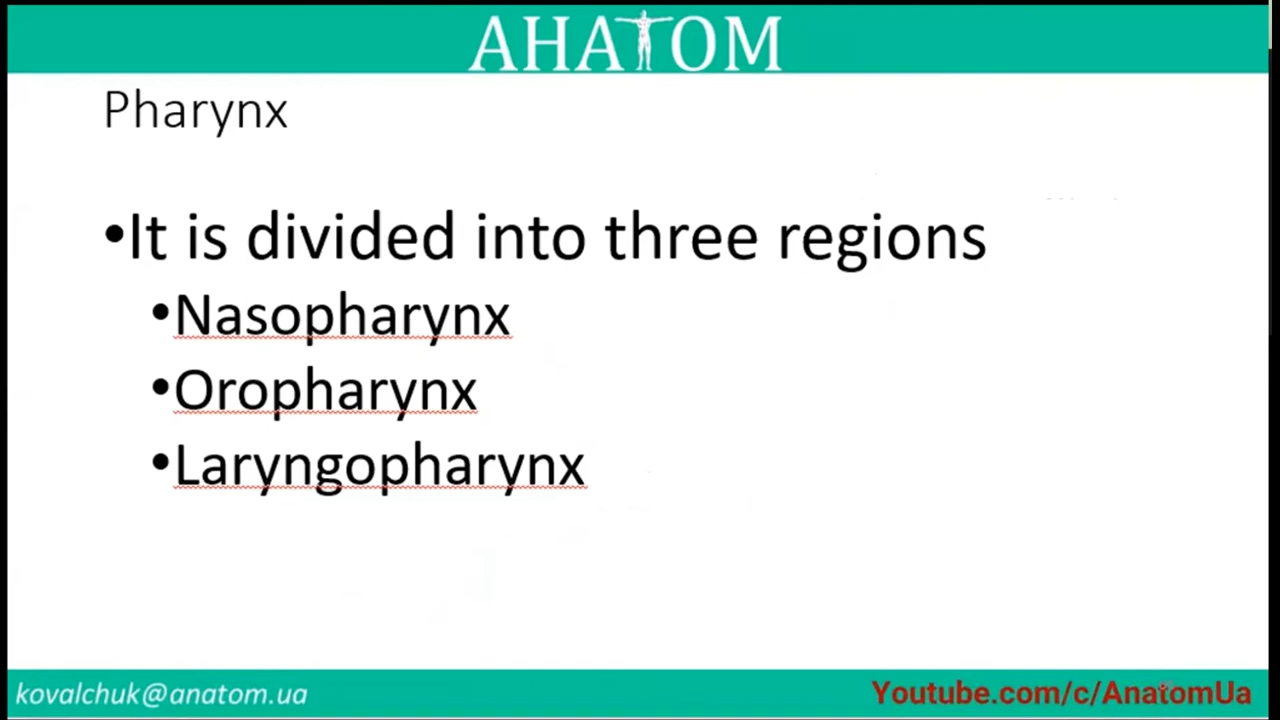 АНАТОМ
Pharynx
•It is divided into three regions
•Nasopharynx
•Oropharynx
•Laryngopharynx
kovalchuk@anatom.ua
Youtube.com/c/AnatomUa